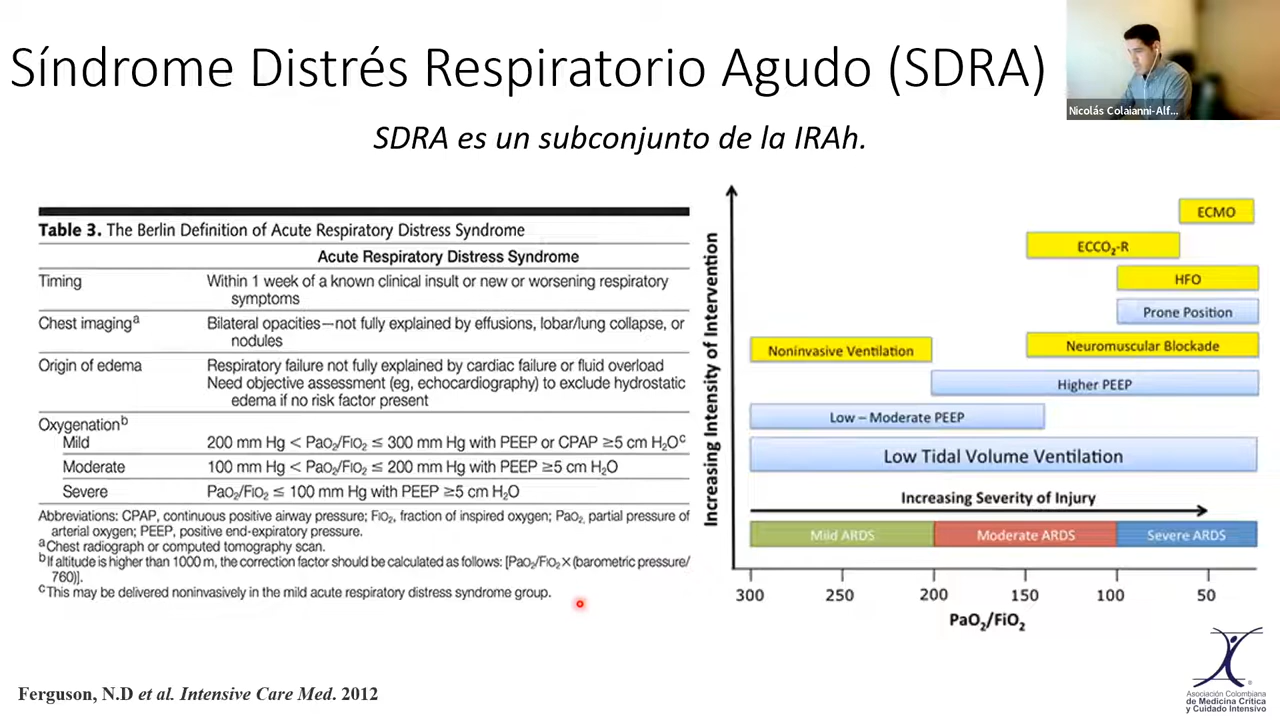 Síndrome Distrés Respiratorio Agudo (SDRA)
Nicolás Colaianni-Alf...
SDRA es un subconjunto de la IRAh.
Table 3. The Berlin Definition of Acute Respiratory Distress Syndrome
Acute Respiratory Distress Syndrome
Timing Within 1 week of a known clinical insult or new or worsening respiratory
symptoms
Chest imagingᵃ Bilateral opacities—not fully explained by effusions, lobar/lung collapse, or
nodules
Origin of edema Respiratory failure not fully explained by cardiac failure or fluid overload
Need objective assessment (eg, echocardiography) to exclude hydrostatic
edema if no risk factor present
Oxygenationᵇ
Mild 200 mm Hg < PaO₂/FIO₂ ≤ 300 mm Hg with PEEP or CPAP ≥5 cm H₂Oᶜ
Moderate 100 mm Hg < PaO₂/FIO₂ ≤ 200 mm Hg with PEEP ≥5 cm H₂O
Severe PaO₂/FIO₂ ≤ 100 mm Hg with PEEP ≥5 cm H₂O
Abbreviations: CPAP, continuous positive airway pressure; FIO₂, fraction of inspired oxygen; PaO₂, partial pressure of
arterial oxygen; PEEP, positive end-expiratory pressure.
ᵃChest radiograph or computed tomography scan.
ᵇIf altitude is higher than 1000 m, the correction factor should be calculated as follows: [PaO₂/FIO₂×(barometric pressure/
760)].
ᶜThis may be delivered noninvasively in the mild acute respiratory distress syndrome group.
Increasing Intensity of Intervention
ECMO
ECCO₂-R
HFO
Prone Position
Neuromuscular Blockade
Noninvasive Ventilation
Higher PEEP
Low – Moderate PEEP
Low Tidal Volume Ventilation
Increasing Severity of Injury
Mild ARDS Moderate ARDS Severe ARDS
300 250 200 150 100 50
PaO₂/FiO₂
Ferguson, N.D et al. Intensive Care Med. 2012
®
Asociación Colombiana
de Medicina Crítica
y Cuidado Intensivo